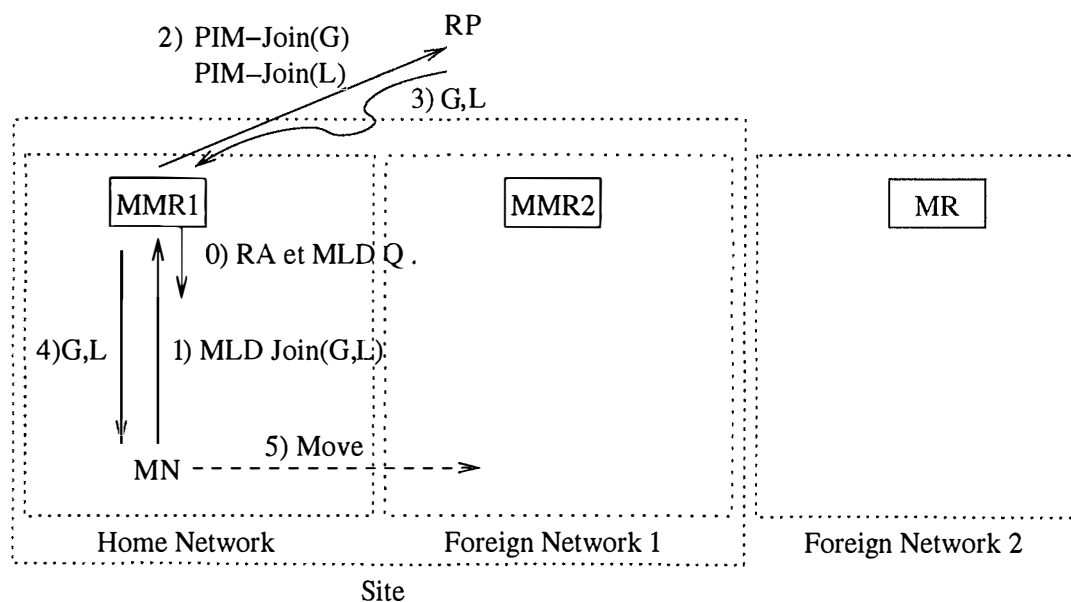 2) PIM–Join(G)
PIM–Join(L)
RP
3) G,L
MMR1
MMR2
MR
0) RA et MLD Q .
4)G,L
1) MLD Join(G,L)
5) Move
MN
Home Network
Foreign Network 1
Foreign Network 2
Site